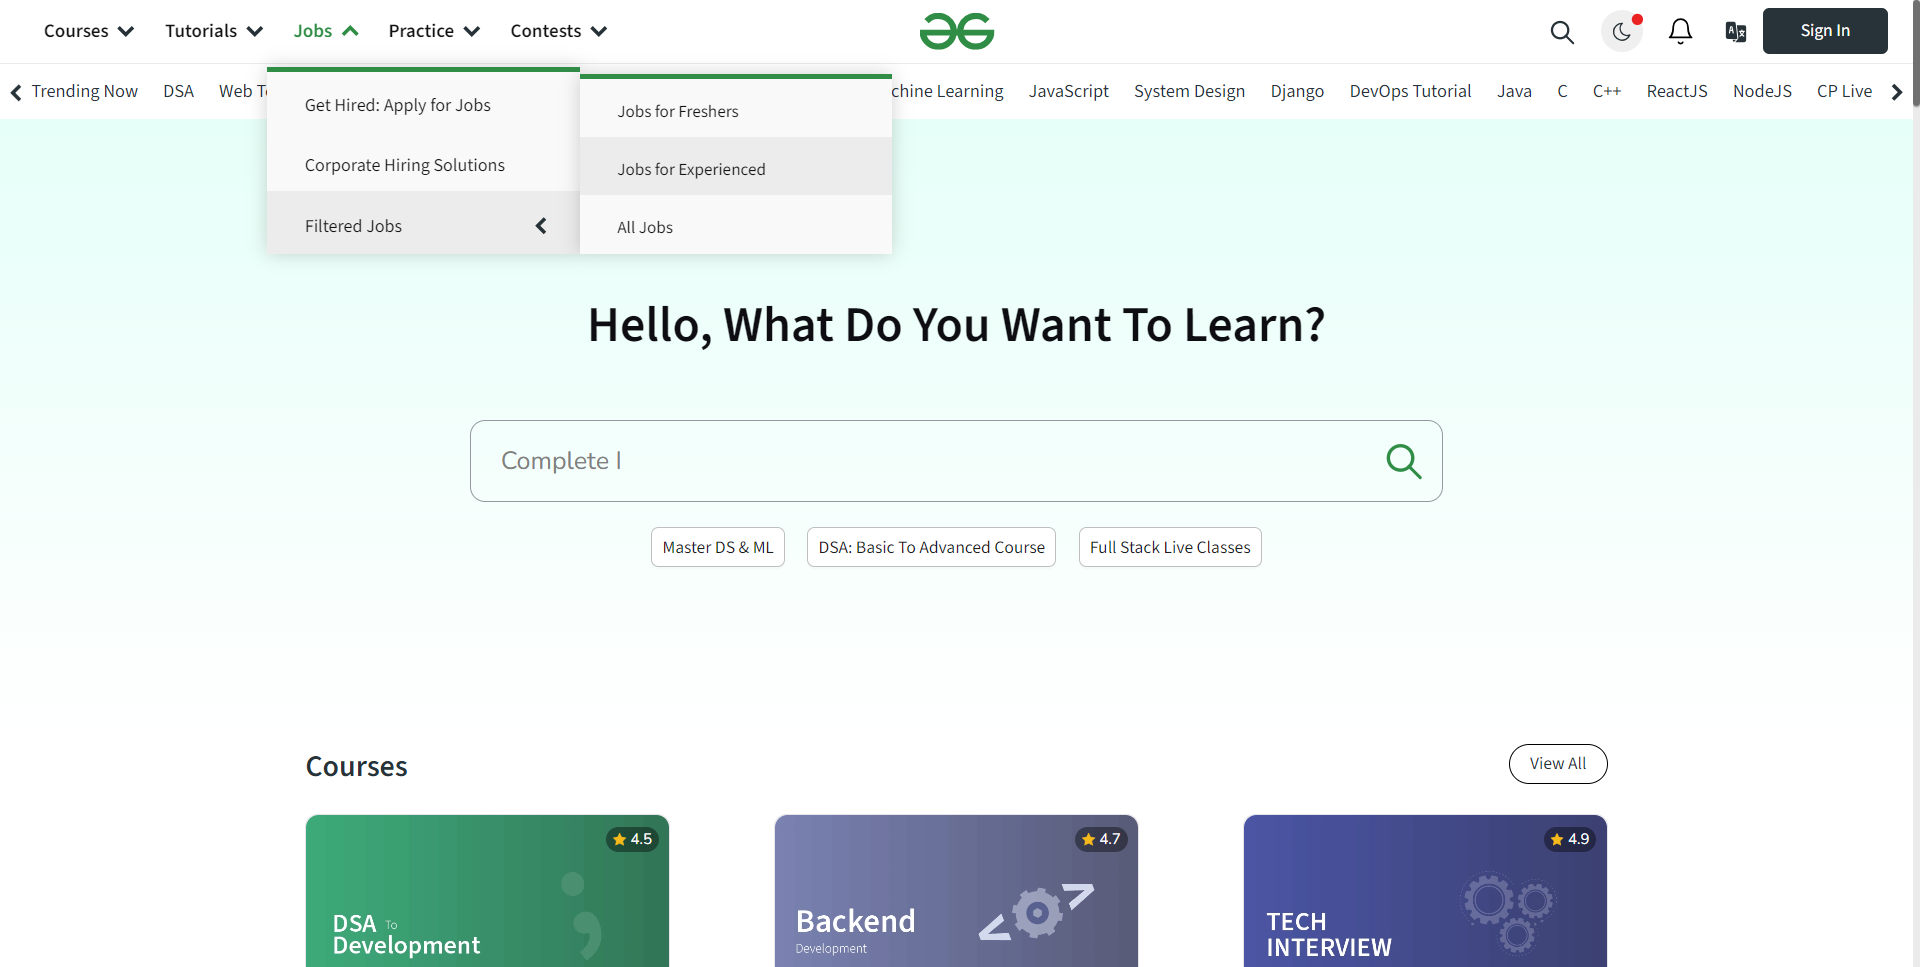 Courses Tutorials Jobs Practice Contests Sign In
Trending Now DSA Web T chine Learning JavaScript System Design Django DevOps Tutorial Java C C++ ReactJS NodeJS CP Live
Get Hired: Apply for Jobs
Corporate Hiring Solutions
Filtered Jobs
Jobs for Freshers
Jobs for Experienced
All Jobs
Hello, What Do You Want To Learn?
Complete I
Master DS & ML DSA: Basic To Advanced Course Full Stack Live Classes
Courses View All
4.5
DSA To
Development
4.7
Backend
Development
4.9
TECH
INTERVIEW